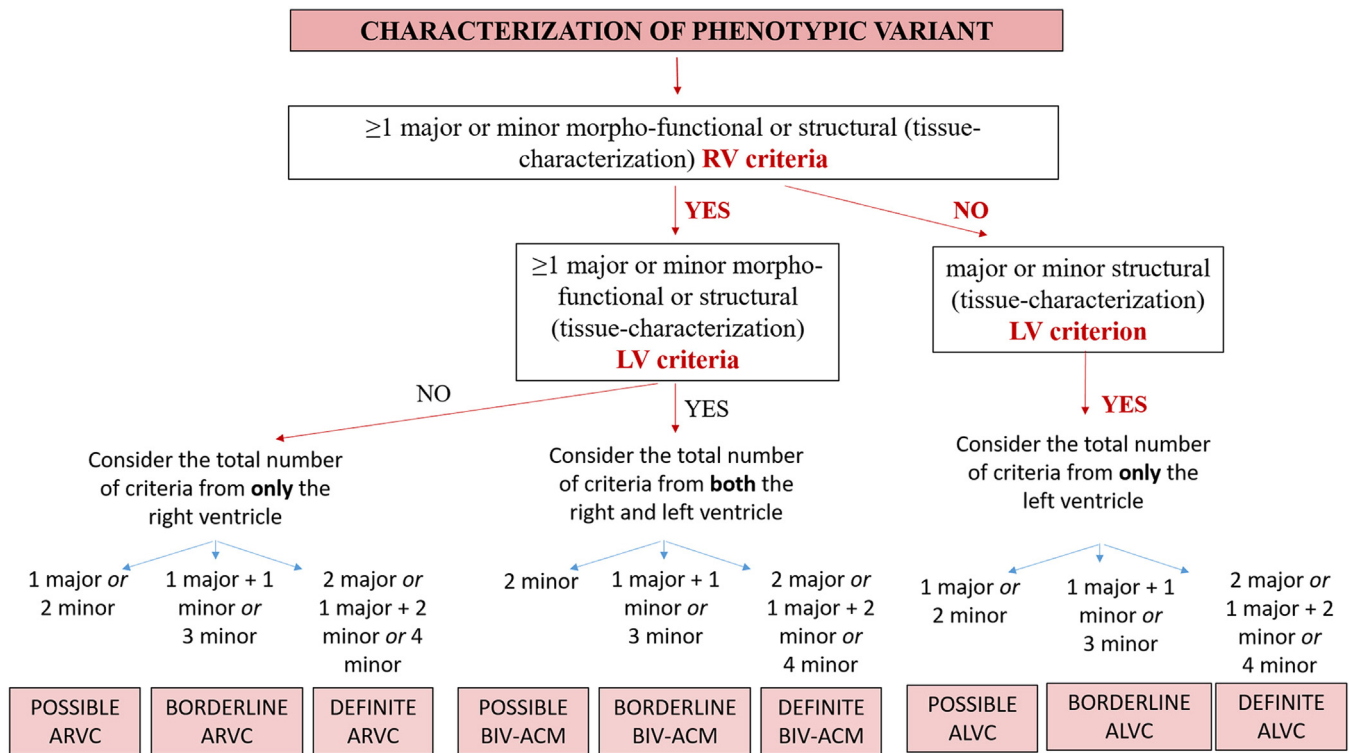 CHARACTERIZATION OF PHENOTYPIC VARIANT
≥1 major or minor morpho-functional or structural (tissue-
characterization) RV criteria
YES
NO
≥1 major or minor morpho-
functional or structural
(tissue-characterization)
LV criteria
major or minor structural
(tissue-characterization)
LV criterion
NO
YES
YES
Consider the total number
of criteria from only the
right ventricle
Consider the total number
of criteria from both the
right and left ventricle
Consider the total number
of criteria from only the
left ventricle
1 major or
2 minor
1 major + 1
minor or
3 minor
2 major or
1 major + 2
minor or 4
minor
2 minor
1 major + 1
minor or
3 minor
2 major or
1 major + 2
minor or
4 minor
1 major or
2 minor
1 major + 1
minor or
3 minor
2 major or
1 major + 2
minor or
4 minor
POSSIBLE
ARVC
BORDERLINE
ARVC
DEFINITE
ARVC
POSSIBLE
BIV-ACM
BORDERLINE
BIV-ACM
DEFINITE
BIV-ACM
POSSIBLE
ALVC
BORDERLINE
ALVC
DEFINITE
ALVC